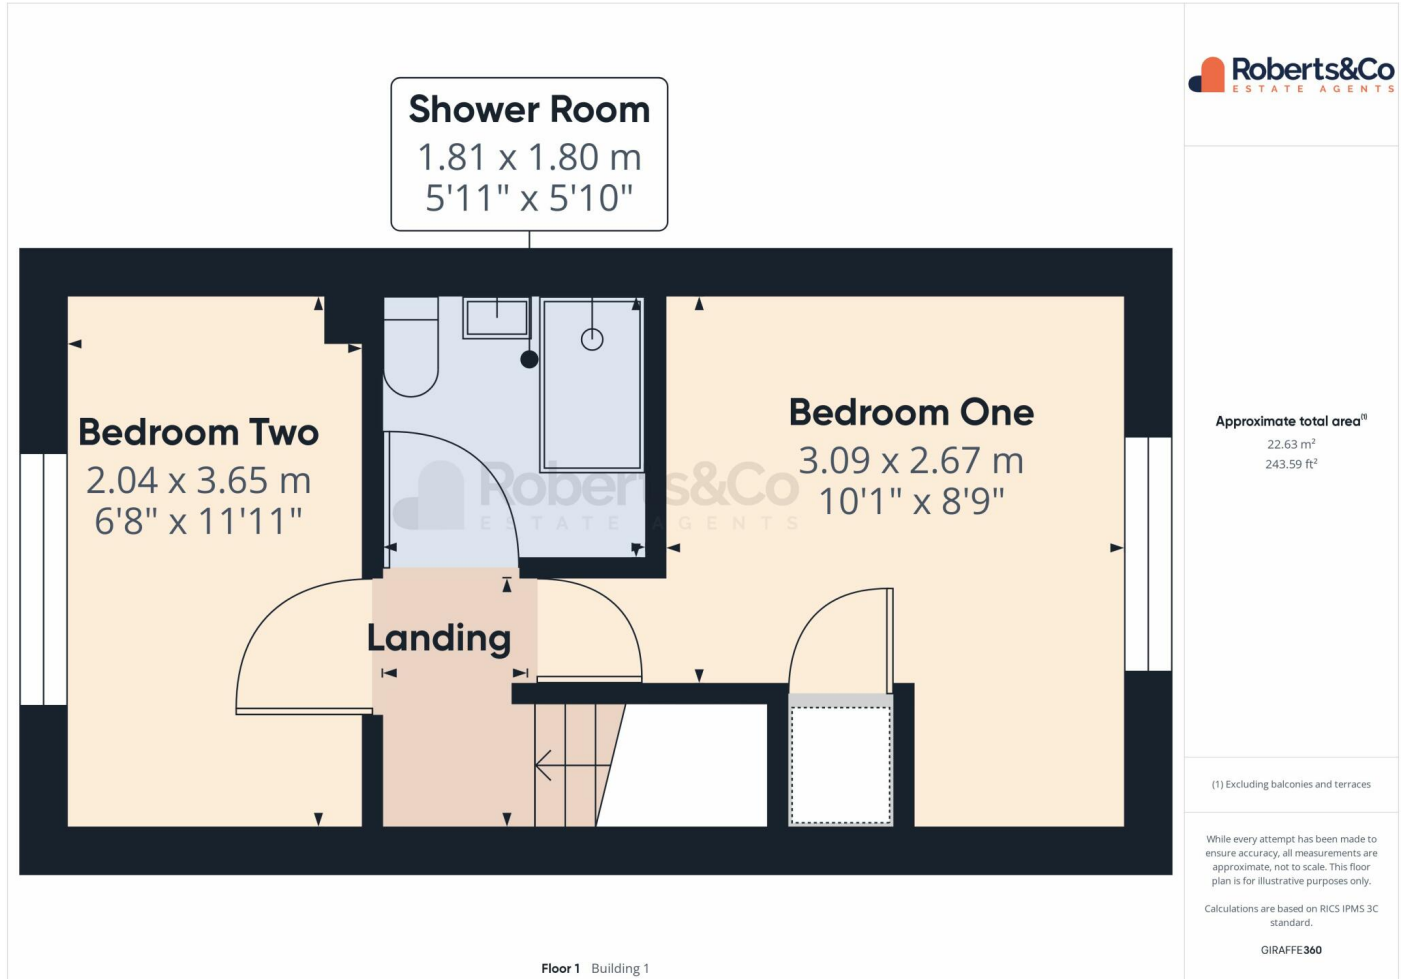 Shower Room
1.81 x 1.80 m
5'11" x 5'10"
Bedroom Two
2.04 x 3.65 m
6'8" x 11'11"
Roberts&Co
ESTATE AGENTS
Bedroom One
3.09 x 2.67 m
10'1" x 8'9"
Landing
Floor 1 Building 1
Roberts&Co
ESTATE AGENTS
Approximate total area(1)
22.63 m²
243.59 ft²
(1) Excluding balconies and terraces
While every attempt has been made to
ensure accuracy, all measurements are
approximate, not to scale. This floor
plan is for illustrative purposes only.
Calculations are based on RICS IPMS 3C
standard.
GIRAFFE360